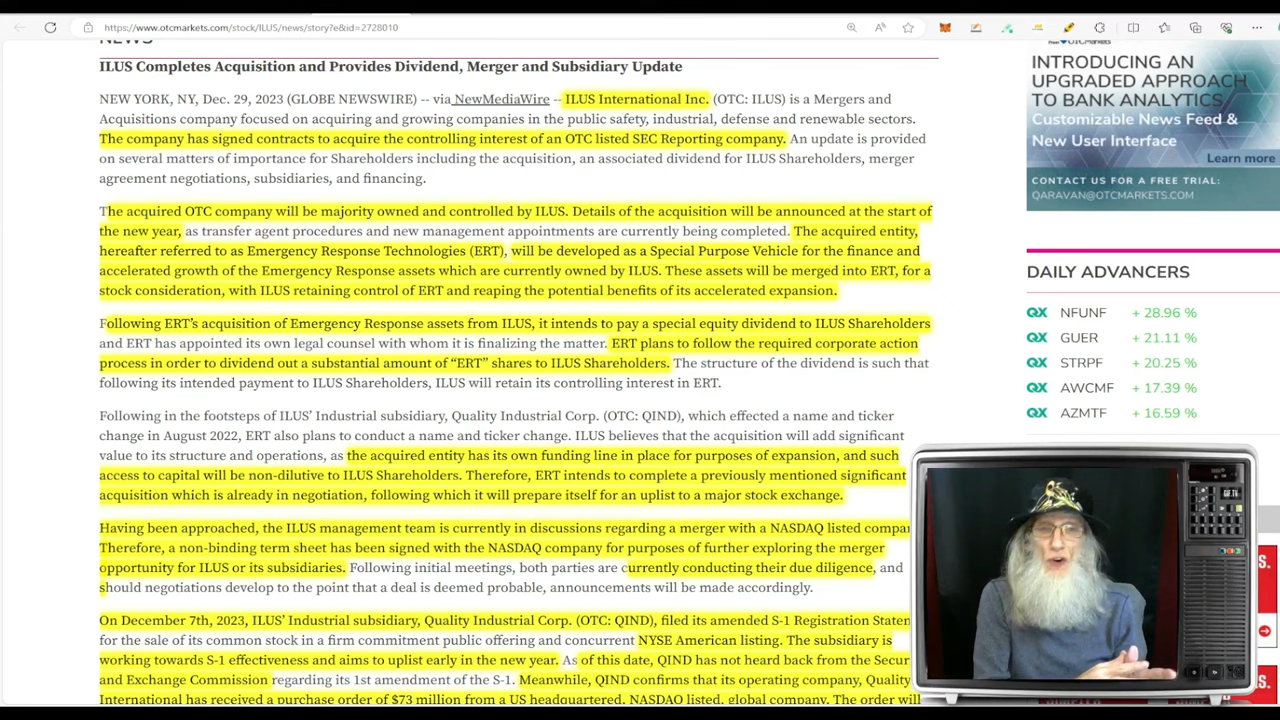 https://www.otcmarkets.com/stock/ILUS/news/story?e&id=2728010
NEWS
ILUS Completes Acquisition and Provides Dividend, Merger and Subsidiary Update
NEW YORK, NY, Dec. 29, 2023 (GLOBE NEWSWIRE) -- via NewMediaWire -- ILUS International Inc. (OTC: ILUS) is a Mergers and
Acquisitions company focused on acquiring and growing companies in the public safety, industrial, defense and renewable sectors.
The company has signed contracts to acquire the controlling interest of an OTC listed SEC Reporting company. An update is provided
on several matters of importance for Shareholders including the acquisition, an associated dividend for ILUS Shareholders, merger
agreement negotiations, subsidiaries, and financing.
The acquired OTC company will be majority owned and controlled by ILUS. Details of the acquisition will be announced at the start of
the new year, as transfer agent procedures and new management appointments are currently being completed. The acquired entity,
hereafter referred to as Emergency Response Technologies (ERT), will be developed as a Special Purpose Vehicle for the finance and
accelerated growth of the Emergency Response assets which are currently owned by ILUS. These assets will be merged into ERT, for a
stock consideration, with ILUS retaining control of ERT and reaping the potential benefits of its accelerated expansion.
Following ERT's acquisition of Emergency Response assets from ILUS, it intends to pay a special equity dividend to ILUS Shareholders
and ERT has appointed its own legal counsel with whom it is finalizing the matter. ERT plans to follow the required corporate action
process in order to dividend out a substantial amount of “ERT” shares to ILUS Shareholders. The structure of the dividend is such that
following its intended payment to ILUS Shareholders, ILUS will retain its controlling interest in ERT.
Following in the footsteps of ILUS’ Industrial subsidiary, Quality Industrial Corp. (OTC: QIND), which effected a name and ticker
change in August 2022, ERT also plans to conduct a name and ticker change. ILUS believes that the acquisition will add significant
value to its structure and operations, as the acquired entity has its own funding line in place for purposes of expansion, and such
access to capital will be non-dilutive to ILUS Shareholders. Therefore, ERT intends to complete a previously mentioned significant
acquisition which is already in negotiation, following which it will prepare itself for an uplist to a major stock exchange.
Having been approached, the ILUS management team is currently in discussions regarding a merger with a NASDAQ listed compan
Therefore, a non-binding term sheet has been signed with the NASDAQ company for purposes of further exploring the merger
opportunity for ILUS or its subsidiaries. Following initial meetings, both parties are currently conducting their due diligence, and
should negotiations develop to the point that a deal is deemed probable, announcements will be made accordingly.
On December 7th, 2023, ILUS’ Industrial subsidiary, Quality Industrial Corp. (OTC: QIND), filed its amended S-1 Registration Staten
for the sale of its common stock in a firm commitment public offering and concurrent NYSE American listing. The subsidiary is
working towards S-1 effectiveness and aims to uplist early in the new year. As of this date, QIND has not heard back from the Secur
and Exchange Commission regarding its 1st amendment of the S-1. Meanwhile, QIND confirms that its operating company, Quality
International has received a purchase order of $73 million from a US headquartered, NASDAQ listed, global company. The order will
from OTCMarkets
INTRODUCING AN
UPGRADED APPROACH
TO BANK ANALYTICS
Customizable News Feed &
New User Interface
Learn more
CONTACT US FOR A FREE TRIAL:
QARAVAN@OTCMARKETS.COM
DAILY ADVANCERS
QX NFUNF + 28.96 %
QX GUER + 21.11 %
QX STRPF + 20.25 %
QX AWCMF + 17.39 %
QX AZMTF + 16.59 %
GIF.TV
S.
S.